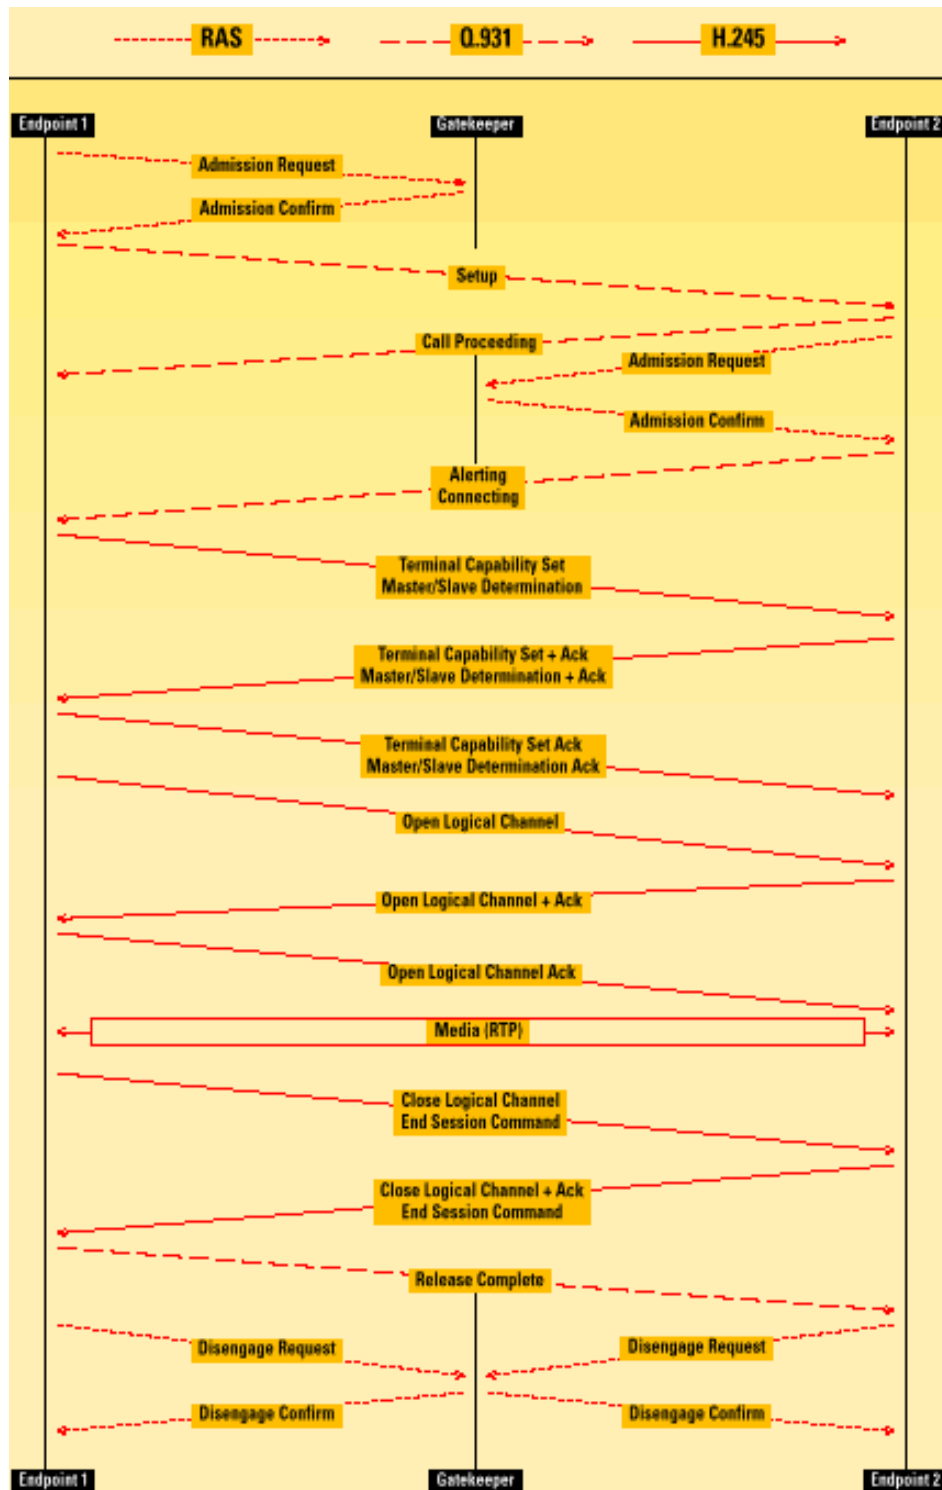 RAS Q.931 H.245
Endpoint 1 Gatekeeper Endpoint 2
Admission Request
Admission Confirm
Setup
Call Proceeding
Admission Request
Admission Confirm
Alerting
Connecting
Terminal Capability Set
Master/Slave Determination
Terminal Capability Set + Ack
Master/Slave Determination + Ack
Terminal Capability Set Ack
Master/Slave Determination Ack
Open Logical Channel
Open Logical Channel + Ack
Open Logical Channel Ack
Media (RTP)
Close Logical Channel
End Session Command
Close Logical Channel + Ack
End Session Command
Release Complete
Disengage Request Disengage Request
Disengage Confirm Disengage Confirm
Endpoint 1 Gatekeeper Endpoint 2